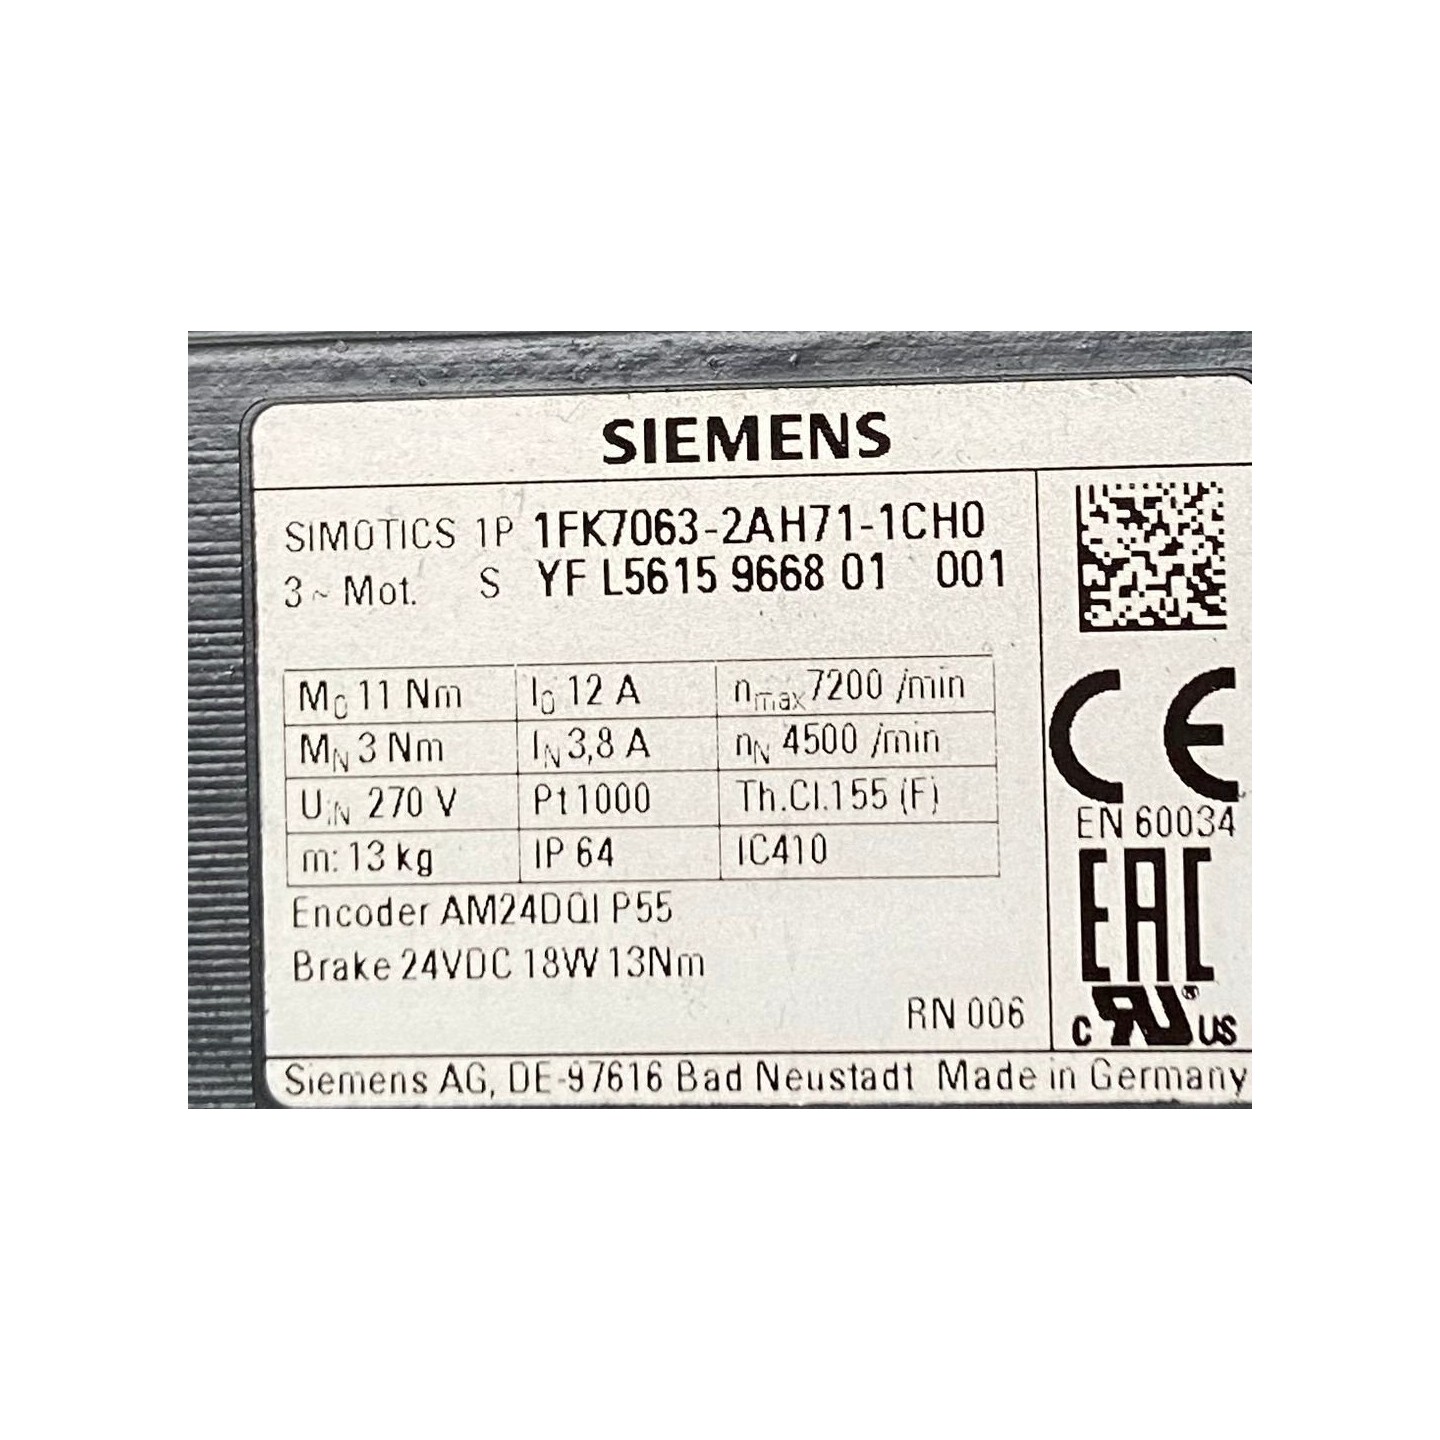 SIEMENS
SIMOTICS 1P 1FK7063-2AH71-1CH0
3 ~ Mot. S YF L5615 9668 01 001
M0 11 Nm I0 12 A nmax 7200 /min
MN 3 Nm IN 3,8 A nN 4500 /min
UiN 270 V Pt1000 Th.Cl.155 (F)
m: 13 kg IP 64 IC410
Encoder AM24DQI P55
Brake 24VDC 18W 13Nm
RN 006
CE
EN 60034
EAC
c RU ® US
Siemens AG, DE-97616 Bad Neustadt Made in Germany